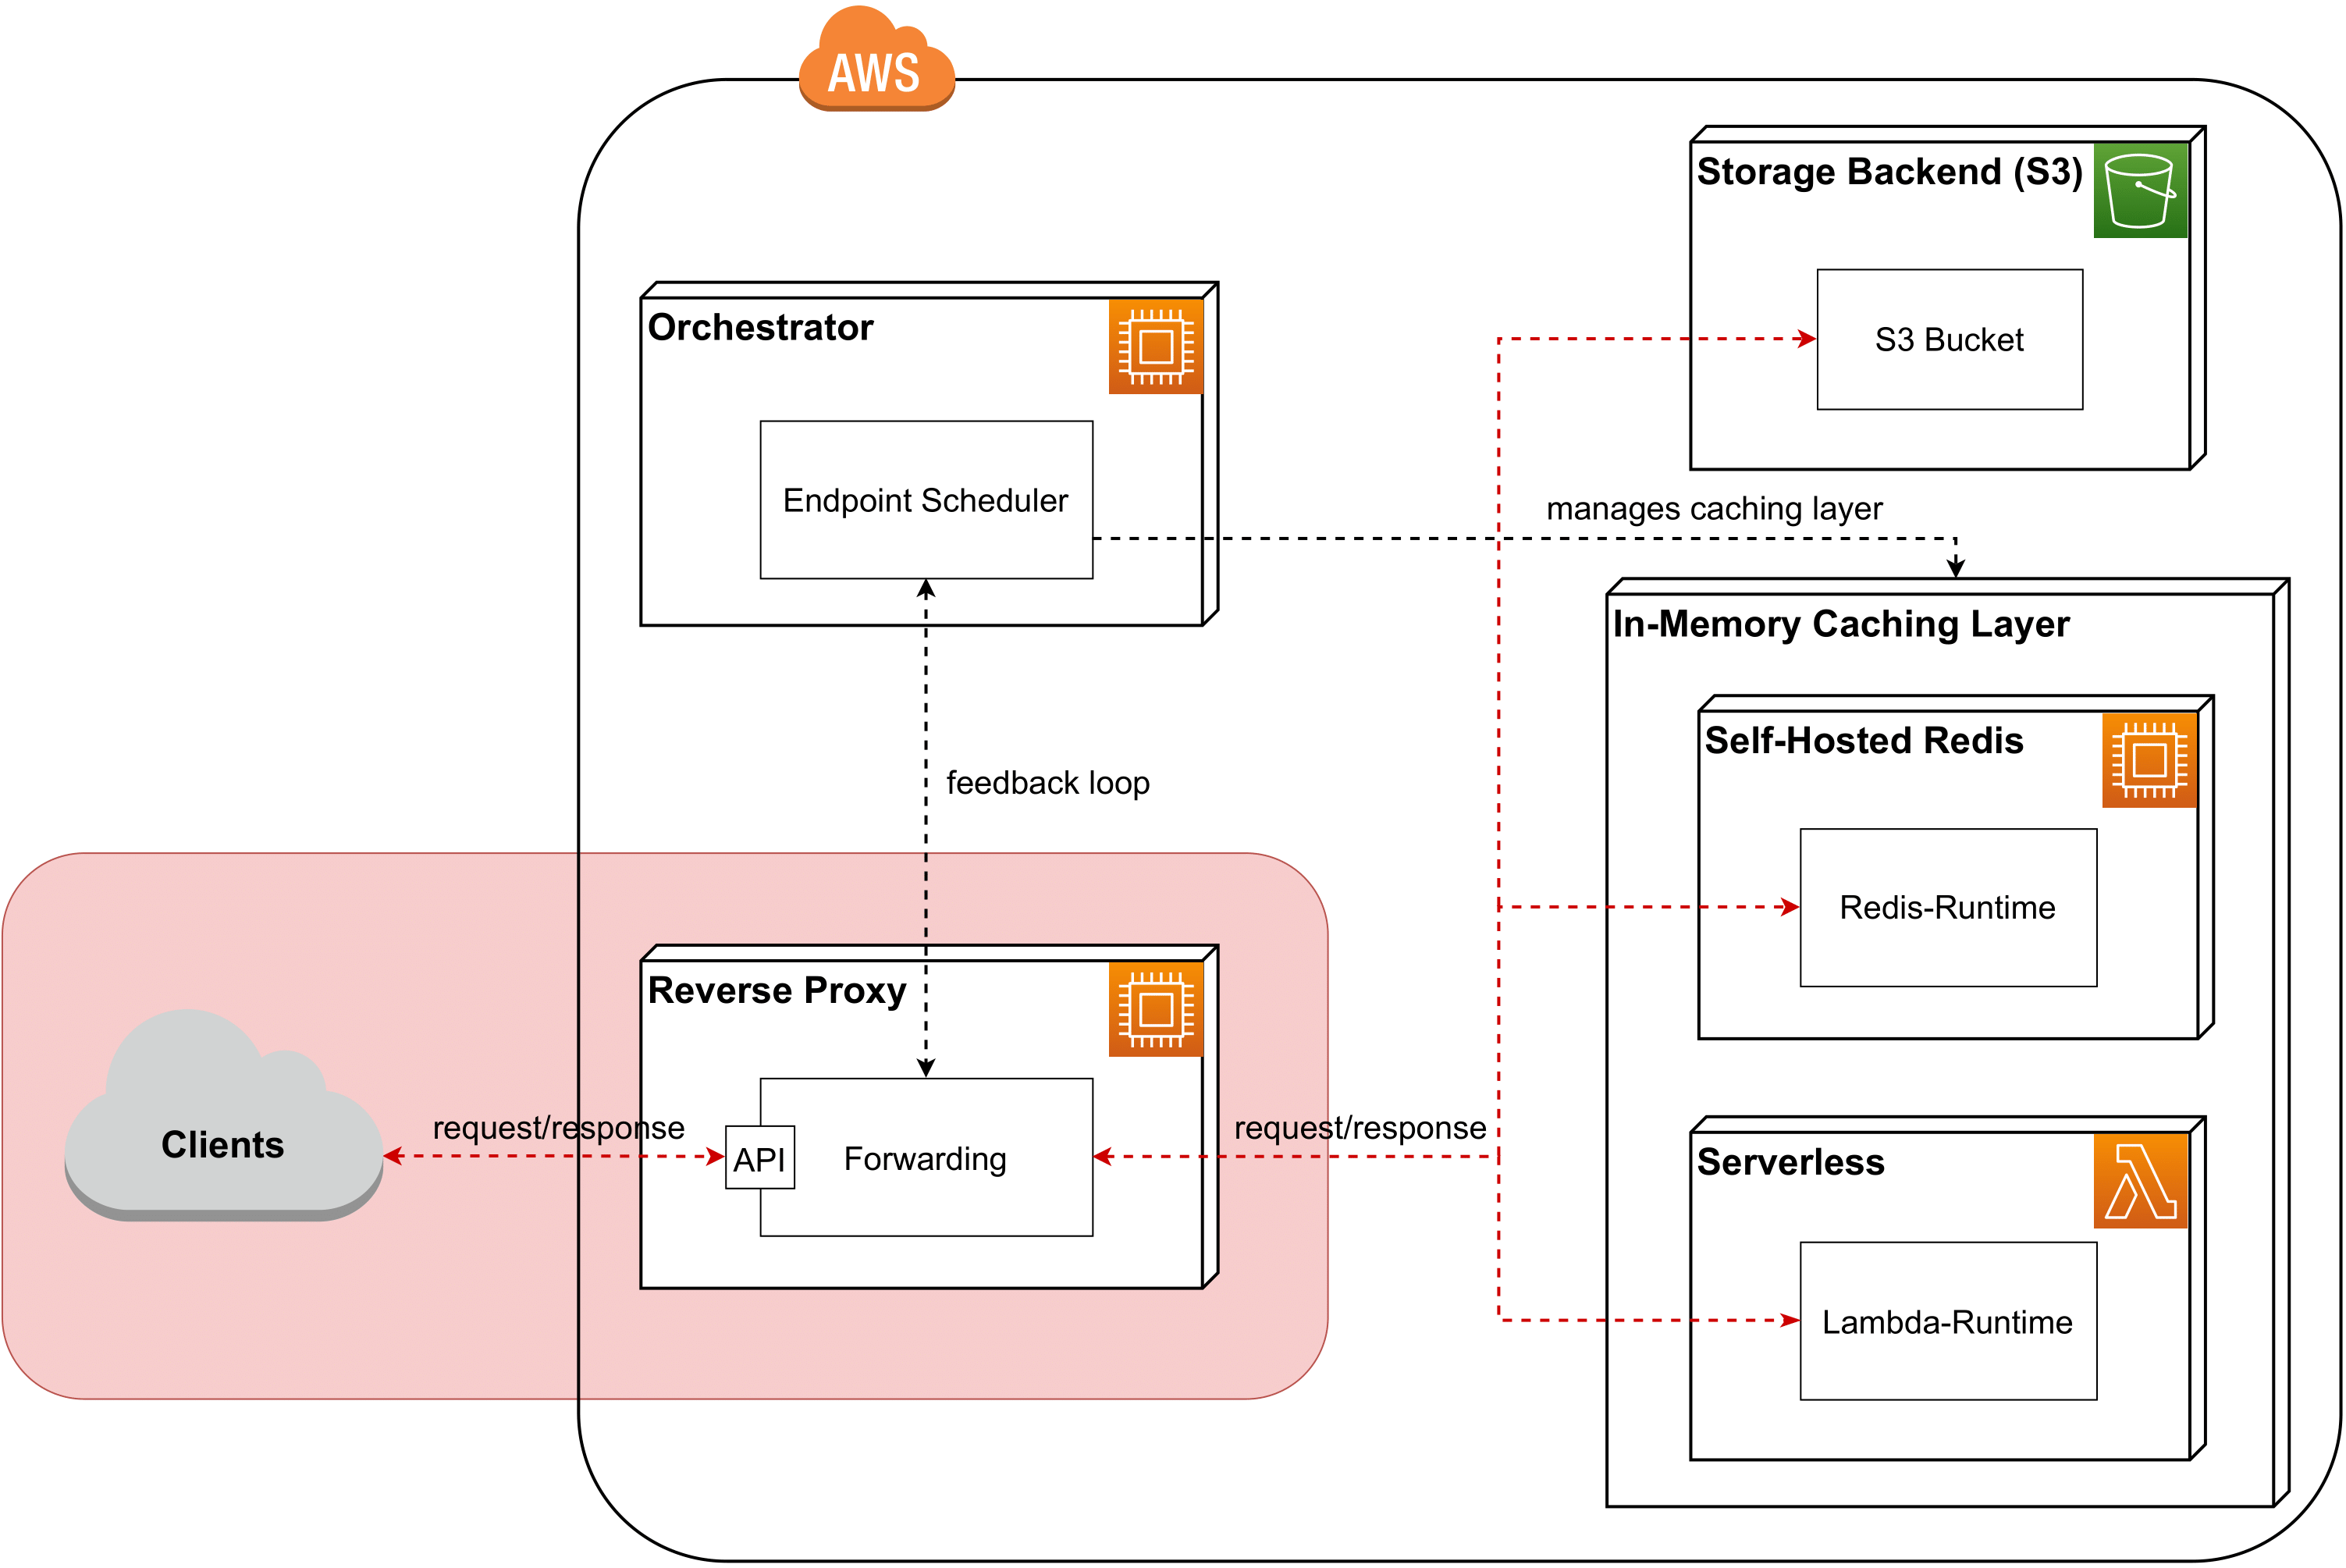 AWS
Storage Backend (S3)
S3 Bucket
Orchestrator
Endpoint Scheduler
manages caching layer
In-Memory Caching Layer
Self-Hosted Redis
Redis-Runtime
feedback loop
Reverse Proxy
Clients
request/response
API
Forwarding
request/response
Serverless
Lambda-Runtime